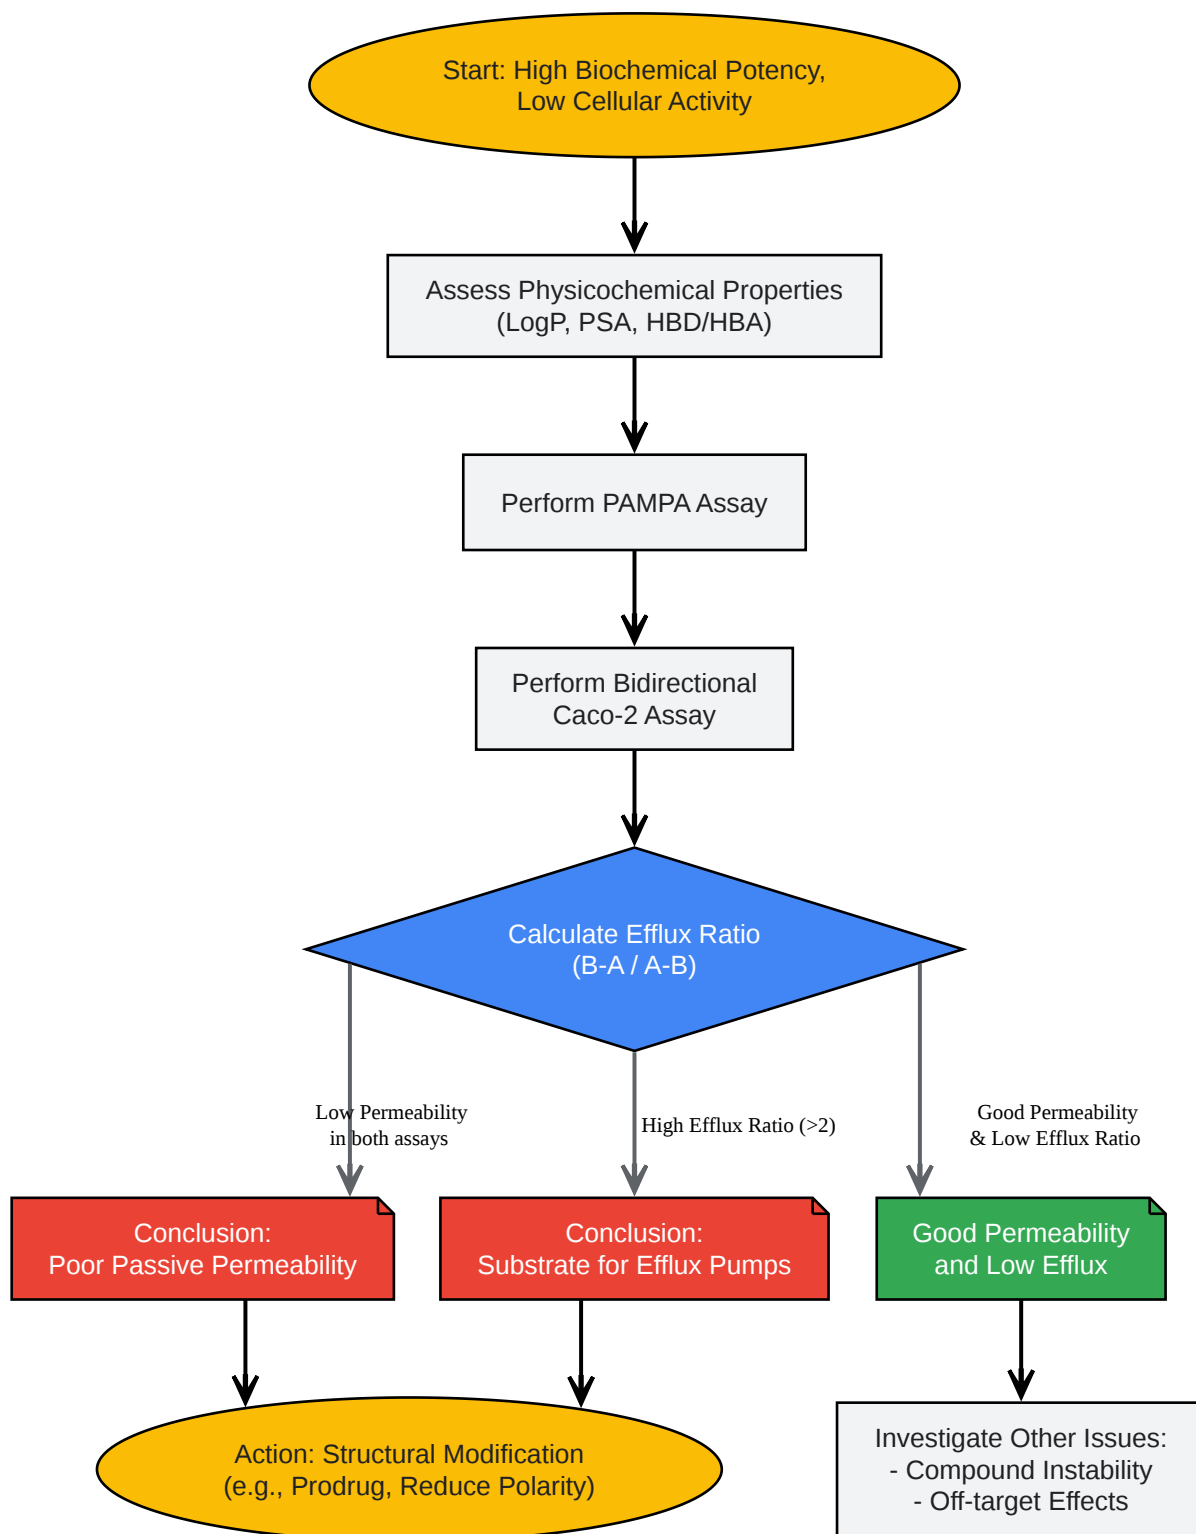 Start: High Biochemical Potency,
Low Cellular Activity
Assess Physicochemical Properties
(LogP, PSA, HBD/HBA)
Perform PAMPA Assay
Perform Bidirectional
Caco-2 Assay
Calculate Efflux Ratio
(B-A / A-B)
Low Permeability
in both assays
High Efflux Ratio (>2)
Good Permeability
& Low Efflux Ratio
Conclusion:
Poor Passive Permeability
Conclusion:
Substrate for Efflux Pumps
Good Permeability
and Low Efflux
Action: Structural Modification
(e.g., Prodrug, Reduce Polarity)
Investigate Other Issues:
- Compound Instability
- Off-target Effects